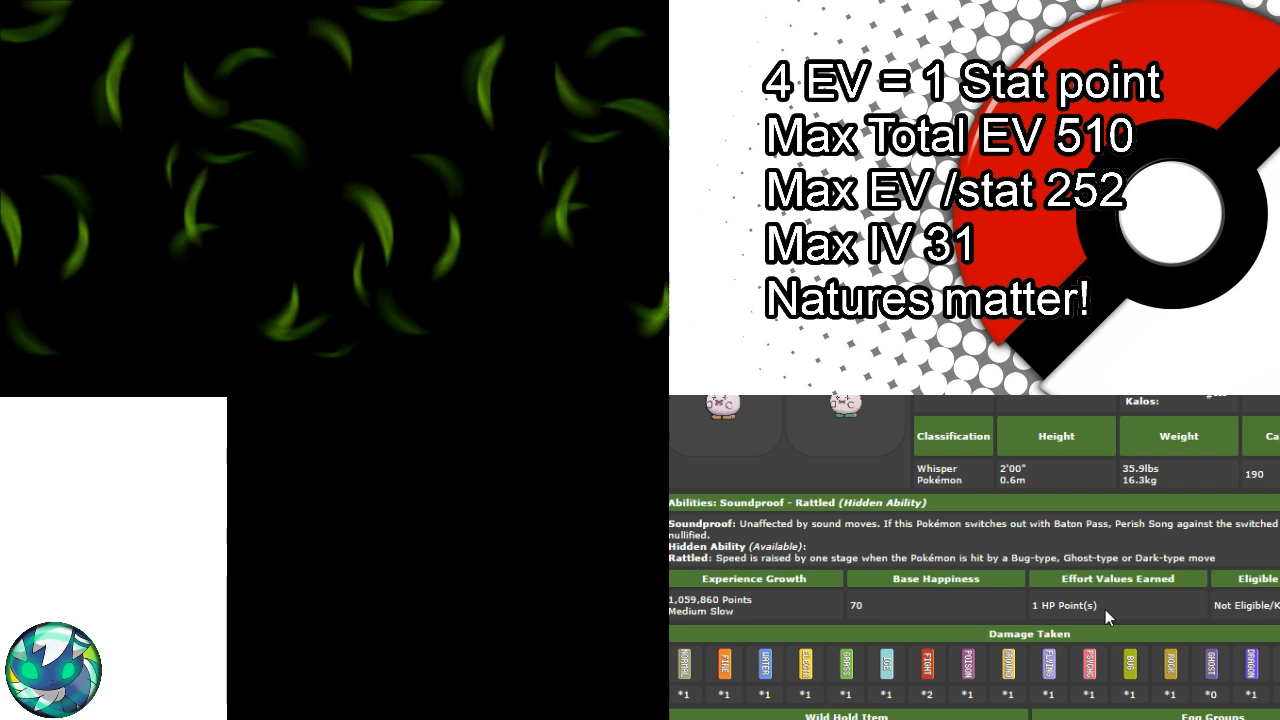 4 EV = 1 Stat point
Max Total EV 510
Max EV /stat 252
Max IV 31
Natures matter!
Kalos:
Classification Height Weight Ca
Whisper Pokémon 2'00" 0.6m 35.9lbs 16.3kg 190
Abilities: Soundproof - Rattled (Hidden Ability)
Soundproof: Unaffected by sound moves. If this Pokémon switches out with Baton Pass, Perish Song against the switched
nullified.
Hidden Ability (Available):
Rattled: Speed is raised by one stage when the Pokémon is hit by a Bug-type, Ghost-type or Dark-type move
Experience Growth Base Happiness Effort Values Earned Eligible
1,059,860 Points
Medium Slow 70 1 HP Point(s) Not Eligible/K
Damage Taken
NORMAL FIRE WATER ELECTR GRASS ICE FIGHT POISON GROUND FLYING PSYCHC BUG ROCK GHOST DRAGON
*1 *1 *1 *1 *1 *1 *2 *1 *1 *1 *1 *1 *1 *0 *1
Wild Hold Item Egg Groups